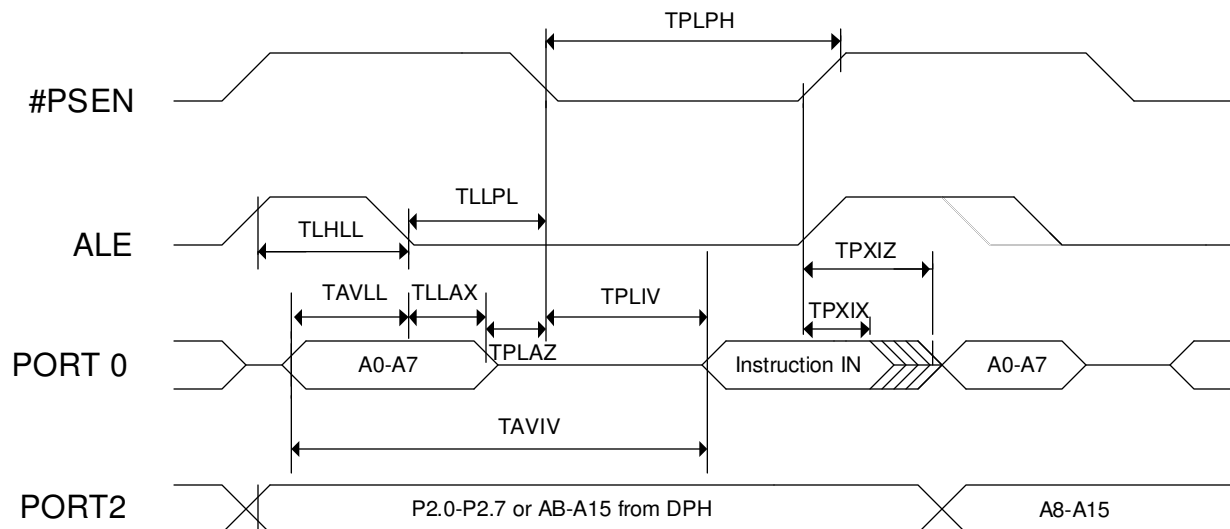 TPLPH
#PSEN
TLLPL
TLHLL
ALE
TPXIZ
TAVLL
TLLAX
TPLIV
TPXIX
TPLAZ
PORT 0
A0-A7
Instruction IN
A0-A7
TAVIV
PORT2
P2.0-P2.7 or AB-A15 from DPH
A8-A15